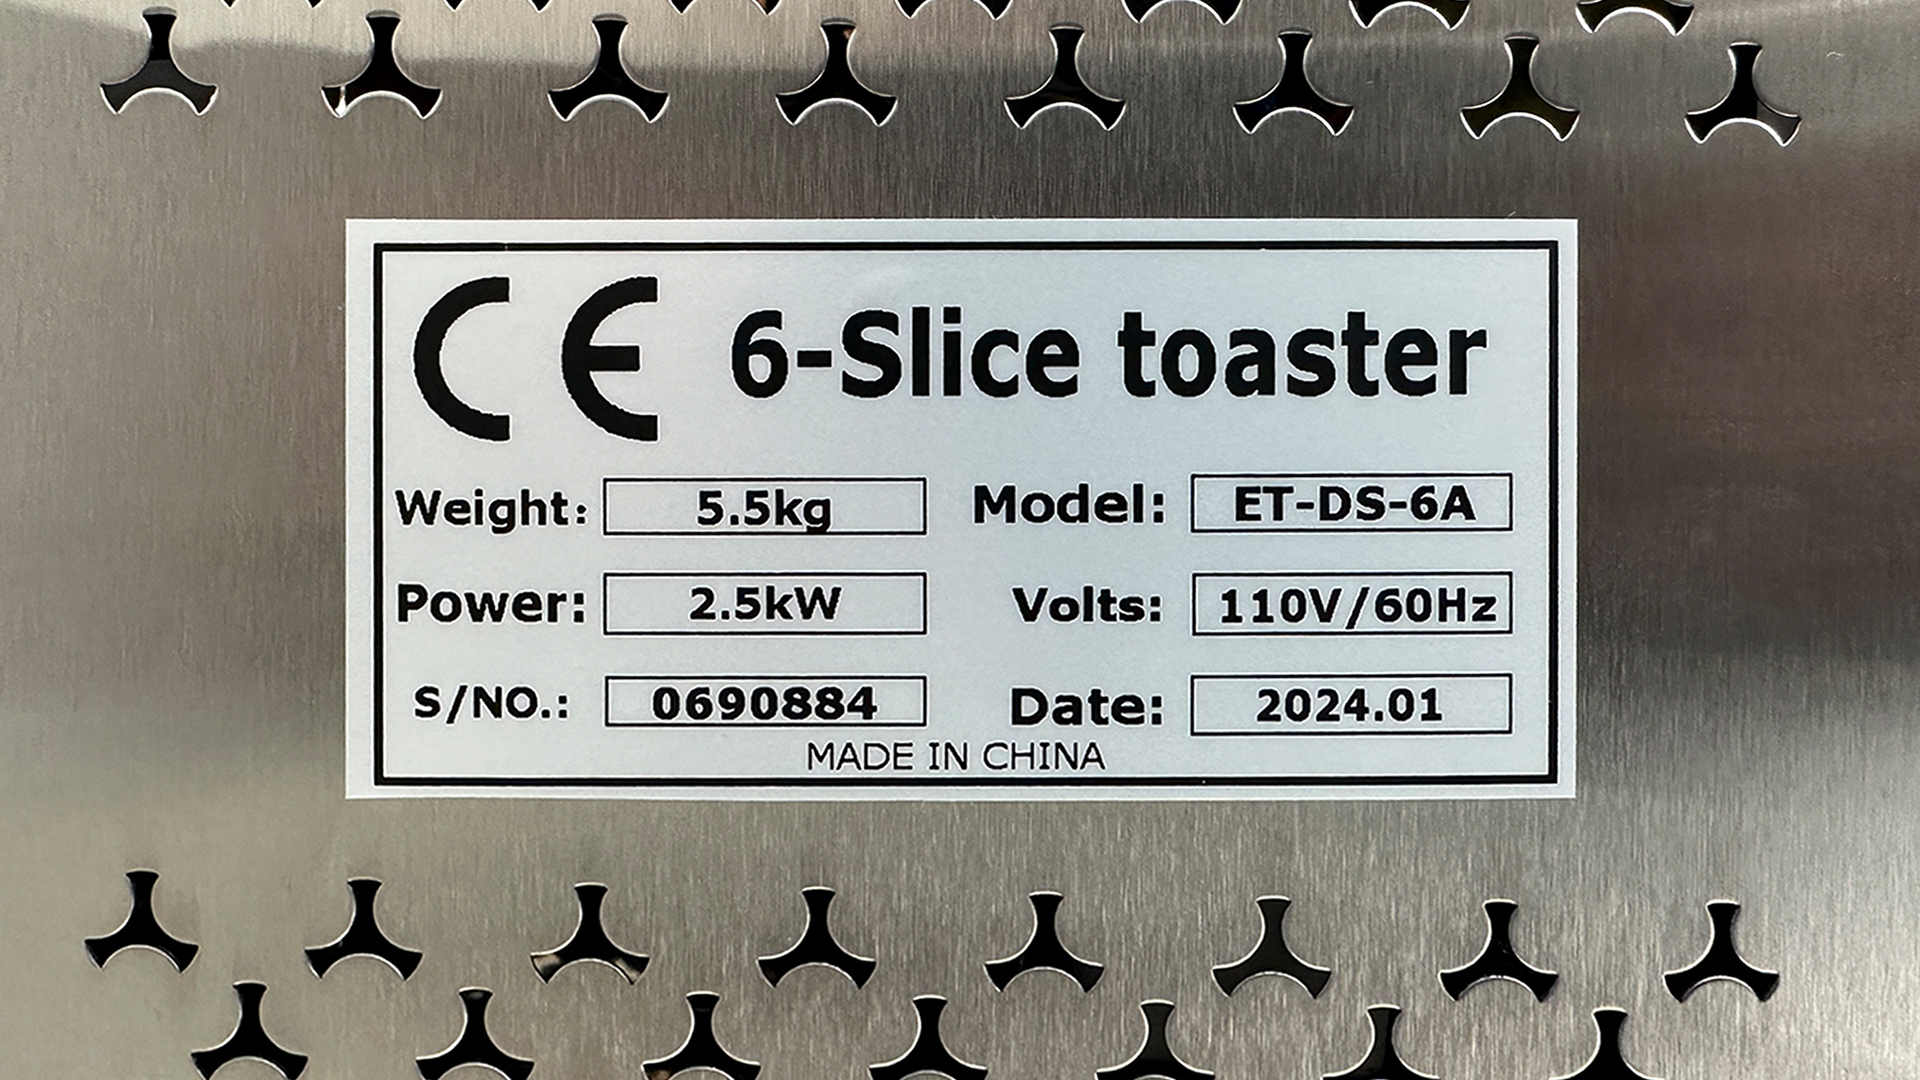 CE 6-Slice toaster
Weight: 5.5kg Model: ET-DS-6A
Power: 2.5kW Volts: 110V/60Hz
S/NO.: 0690884 Date: 2024.01
MADE IN CHINA